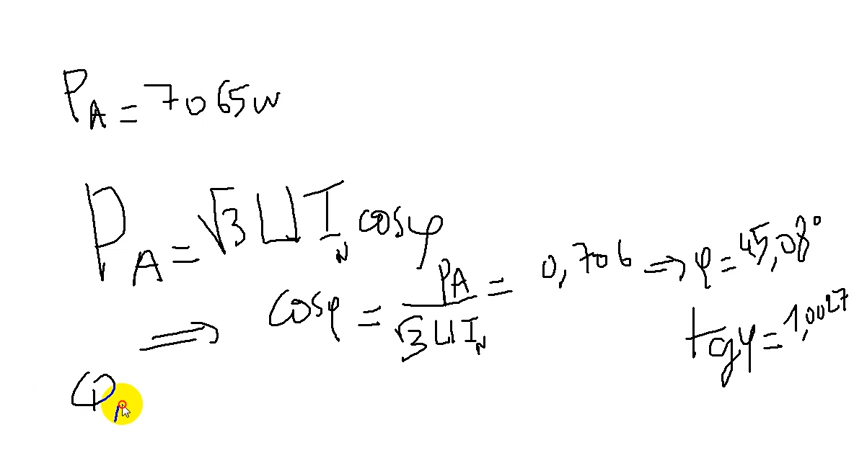 P_A = 7065W
P_A = √3 U I_N cosφ
⟹ cosφ = P_A / √3 U I_N = 0,706 ⟹ φ = 45,08°
tgφ = 1,0027
Q